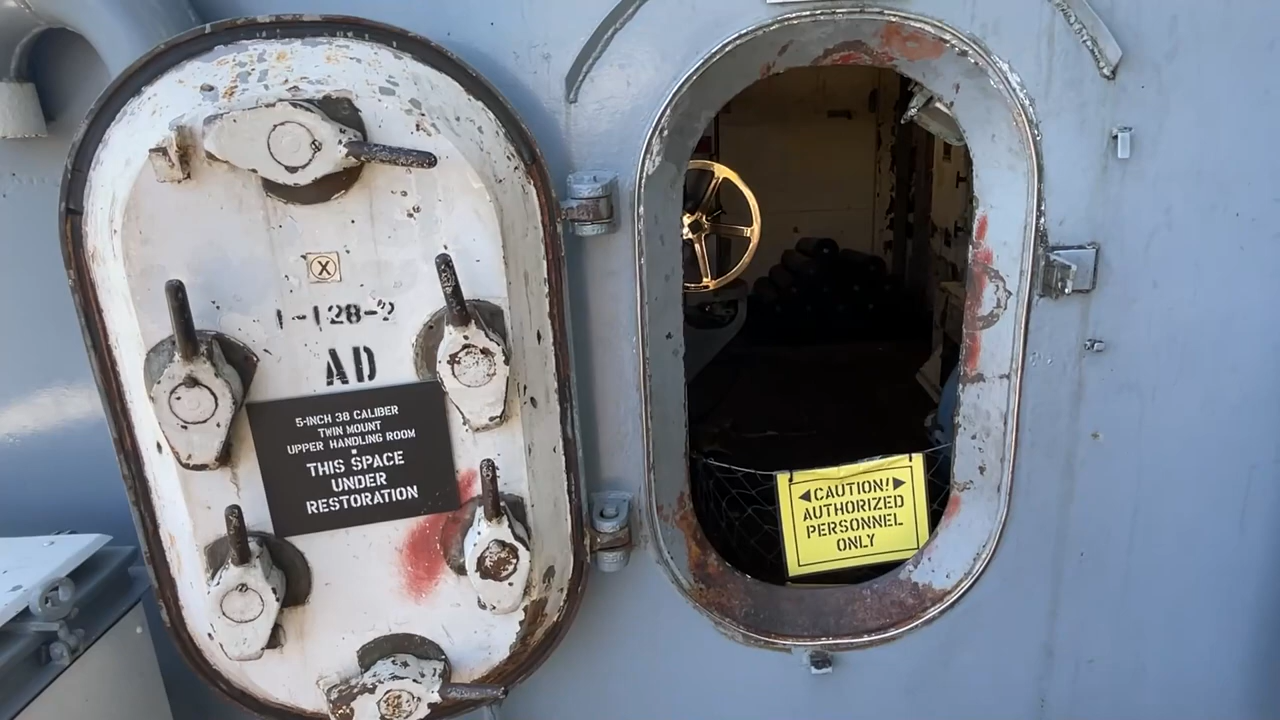 X
1-128-2
AD
5-INCH 38 CALIBER
TWIN MOUNT
UPPER HANDLING ROOM
THIS SPACE
UNDER
RESTORATION
CAUTION!
AUTHORIZED
PERSONNEL
ONLY